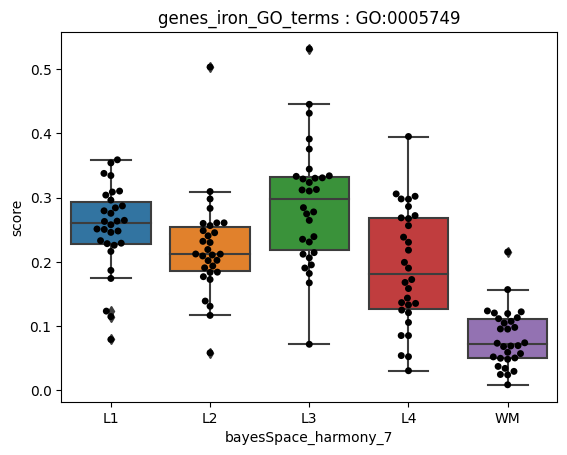 genes_iron_GO_terms : GO:0005749
score
0.5
0.4
0.3
0.2
0.1
0.0
L1 L2 L3 L4 WM
bayesSpace_harmony_7